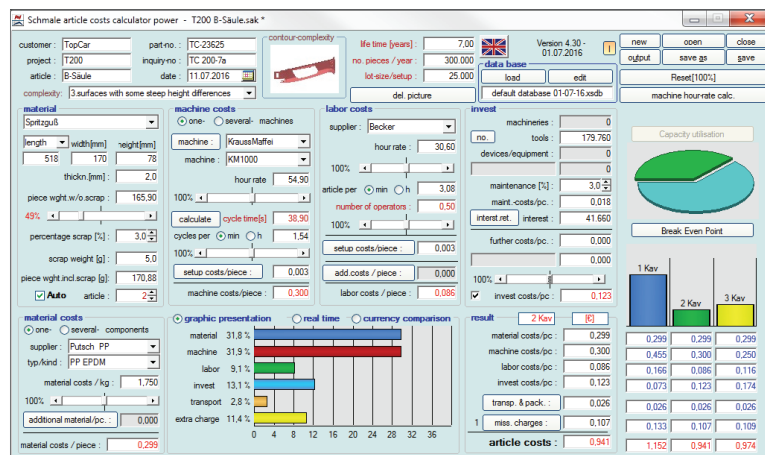 Schmale article costs calculator power - T200 B-Säule.sak *
customer : TopCar part-no. : TC-23625
project : T200 inquiry-no : TC 200-7a
article : B-Säule date : 11.07.2016
complexity: 3.surfaces with some steep height differences
contour-complexity
life time [years] : 7,00
no. pieces / year : 300.000
lot-size/setup : 25.000
del. picture
Version 4.30 -
01.07.2016
data base
load edit
default database 01-07-16.xsdb
new open close
output save as save
Reset[100%]
machine hour-rate calc.
material
Spritzguß
length width[mm] height[mm]
518 170 78
thickn.[mm] : 2,0
piece wght.w/o.scrap : 165,90
49%
percentage scrap [%] : 3,0
scrap weight [g] : 5,0
piece wght.incl.scrap [g]: 170,88
Auto article : 2
machine costs
one- several- machines
machine : KraussMaffei
machine : KM1000
hour rate 54,90
100%
calculate cycle time[s] 38,90
cycles per min h 1,54
100%
setup costs/piece : 0,003
machine costs/piece : 0,300
labor costs
supplier : Becker
hour rate : 30,60
100%
article per min h 3,08
number of operators : 0,50
100%
setup costs/piece : 0,003
add.costs / piece : 0,000
labor costs / piece : 0,086
invest
machineries : 0
no. tools : 179.760
devices/equipment : 0
0
maintenance [%] : 3,0
maint.-costs/pc. : 0,018
interst.ret. interest : 41.660
further costs/pc. : 0,000
0,000
100%
invest costs/pc : 0,123
Capacity utilisation
Break Even Point
1 Kav 2 Kav 3 Kav
0,299 0,299 0,299
0,455 0,300 0,250
0,166 0,086 0,116
0,073 0,123 0,174
0,026 0,026 0,026
0,133 0,107 0,109
1,152 0,941 0,974
material costs
one- several- components
supplier : Putsch PP
typ/kind : PP EPDM
material costs / kg : 1,750
100%
additional material/pc. : 0,000
material costs / piece : 0,299
graphic presentation real time currency comparison
material 31,8 %
machine 31,9 %
labor 9,1 %
invest 13,1 %
transport 2,8 %
extra charge 11,4 %
0 4 8 12 16 20 24 28 32 36
result 2 Kav [€]
material costs/pc : 0,299
machine costs/pc : 0,300
labor costs/pc : 0,086
invest costs/pc : 0,123
transp. & pack. : 0,026
1 miss. charges : 0,107
article costs : 0,941